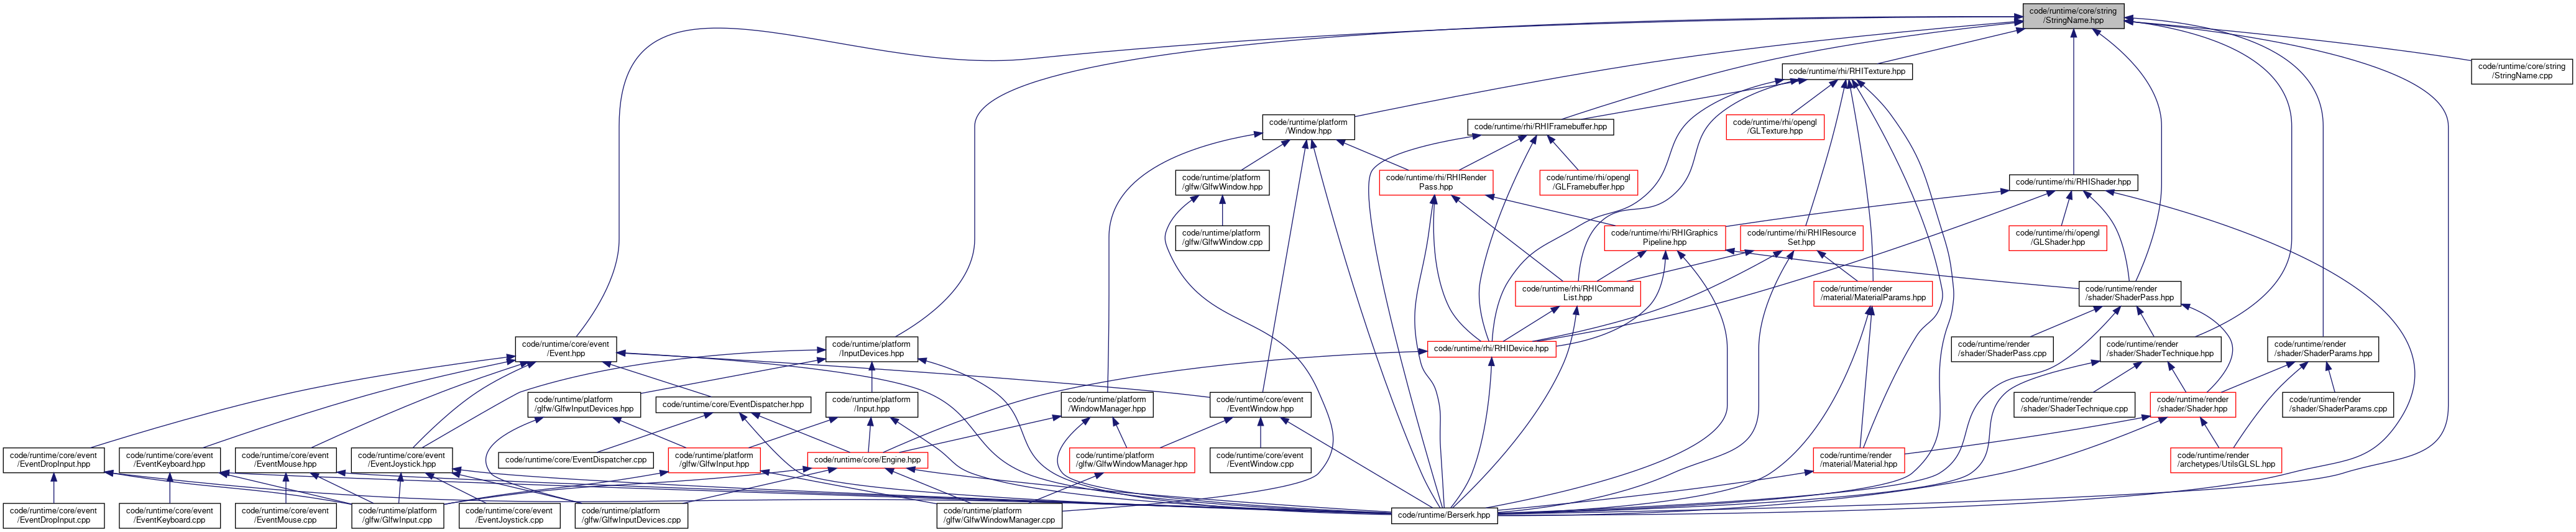 code/runtime/core/string
/StringName.hpp
code/runtime/rhi/RHITexture.hpp
code/runtime/core/string
/StringName.cpp
code/runtime/platform
/Window.hpp
code/runtime/rhi/RHIFramebuffer.hpp
code/runtime/rhi/opengl
/GLTexture.hpp
code/runtime/platform
/glfw/GlfwWindow.hpp
code/runtime/rhi/RHIRender
Pass.hpp
code/runtime/rhi/opengl
/GLFramebuffer.hpp
code/runtime/rhi/RHIShader.hpp
code/runtime/platform
/glfw/GlfwWindow.cpp
code/runtime/rhi/RHIGraphics
Pipeline.hpp
code/runtime/rhi/RHIResource
Set.hpp
code/runtime/rhi/opengl
/GLShader.hpp
code/runtime/rhi/RHICommand
List.hpp
code/runtime/render
/material/MaterialParams.hpp
code/runtime/render
/shader/ShaderPass.hpp
code/runtime/core/event
/Event.hpp
code/runtime/platform
/InputDevices.hpp
code/runtime/rhi/RHIDevice.hpp
code/runtime/render
/shader/ShaderPass.cpp
code/runtime/render
/shader/ShaderTechnique.hpp
code/runtime/render
/shader/ShaderParams.hpp
code/runtime/platform
/glfw/GlfwInputDevices.hpp
code/runtime/core/EventDispatcher.hpp
code/runtime/platform
/Input.hpp
code/runtime/platform
/WindowManager.hpp
code/runtime/core/event
/EventWindow.hpp
code/runtime/render
/shader/ShaderTechnique.cpp
code/runtime/render
/shader/Shader.hpp
code/runtime/render
/shader/ShaderParams.cpp
code/runtime/core/event
/EventDropInput.hpp
code/runtime/core/event
/EventKeyboard.hpp
code/runtime/core/event
/EventMouse.hpp
code/runtime/core/event
/EventJoystick.hpp
code/runtime/core/EventDispatcher.cpp
code/runtime/platform
/glfw/GlfwInput.hpp
code/runtime/core/Engine.hpp
code/runtime/platform
/glfw/GlfwWindowManager.hpp
code/runtime/core/event
/EventWindow.cpp
code/runtime/render
/material/Material.hpp
code/runtime/render
/archetypes/UtilsGLSL.hpp
code/runtime/core/event
/EventDropInput.cpp
code/runtime/core/event
/EventKeyboard.cpp
code/runtime/core/event
/EventMouse.cpp
code/runtime/platform
/glfw/GlfwInput.cpp
code/runtime/core/event
/EventJoystick.cpp
code/runtime/platform
/glfw/GlfwInputDevices.cpp
code/runtime/platform
/glfw/GlfwWindowManager.cpp
code/runtime/Berserk.hpp